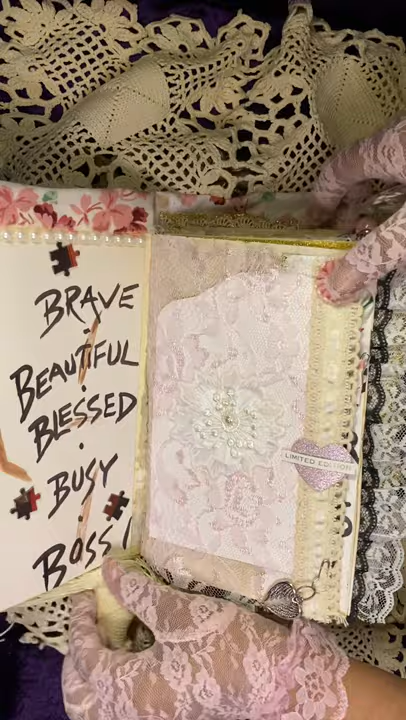 BRAVE
BEAUTIFUL
BLESSED
BUSY
BOSS!
LIMITED EDITION